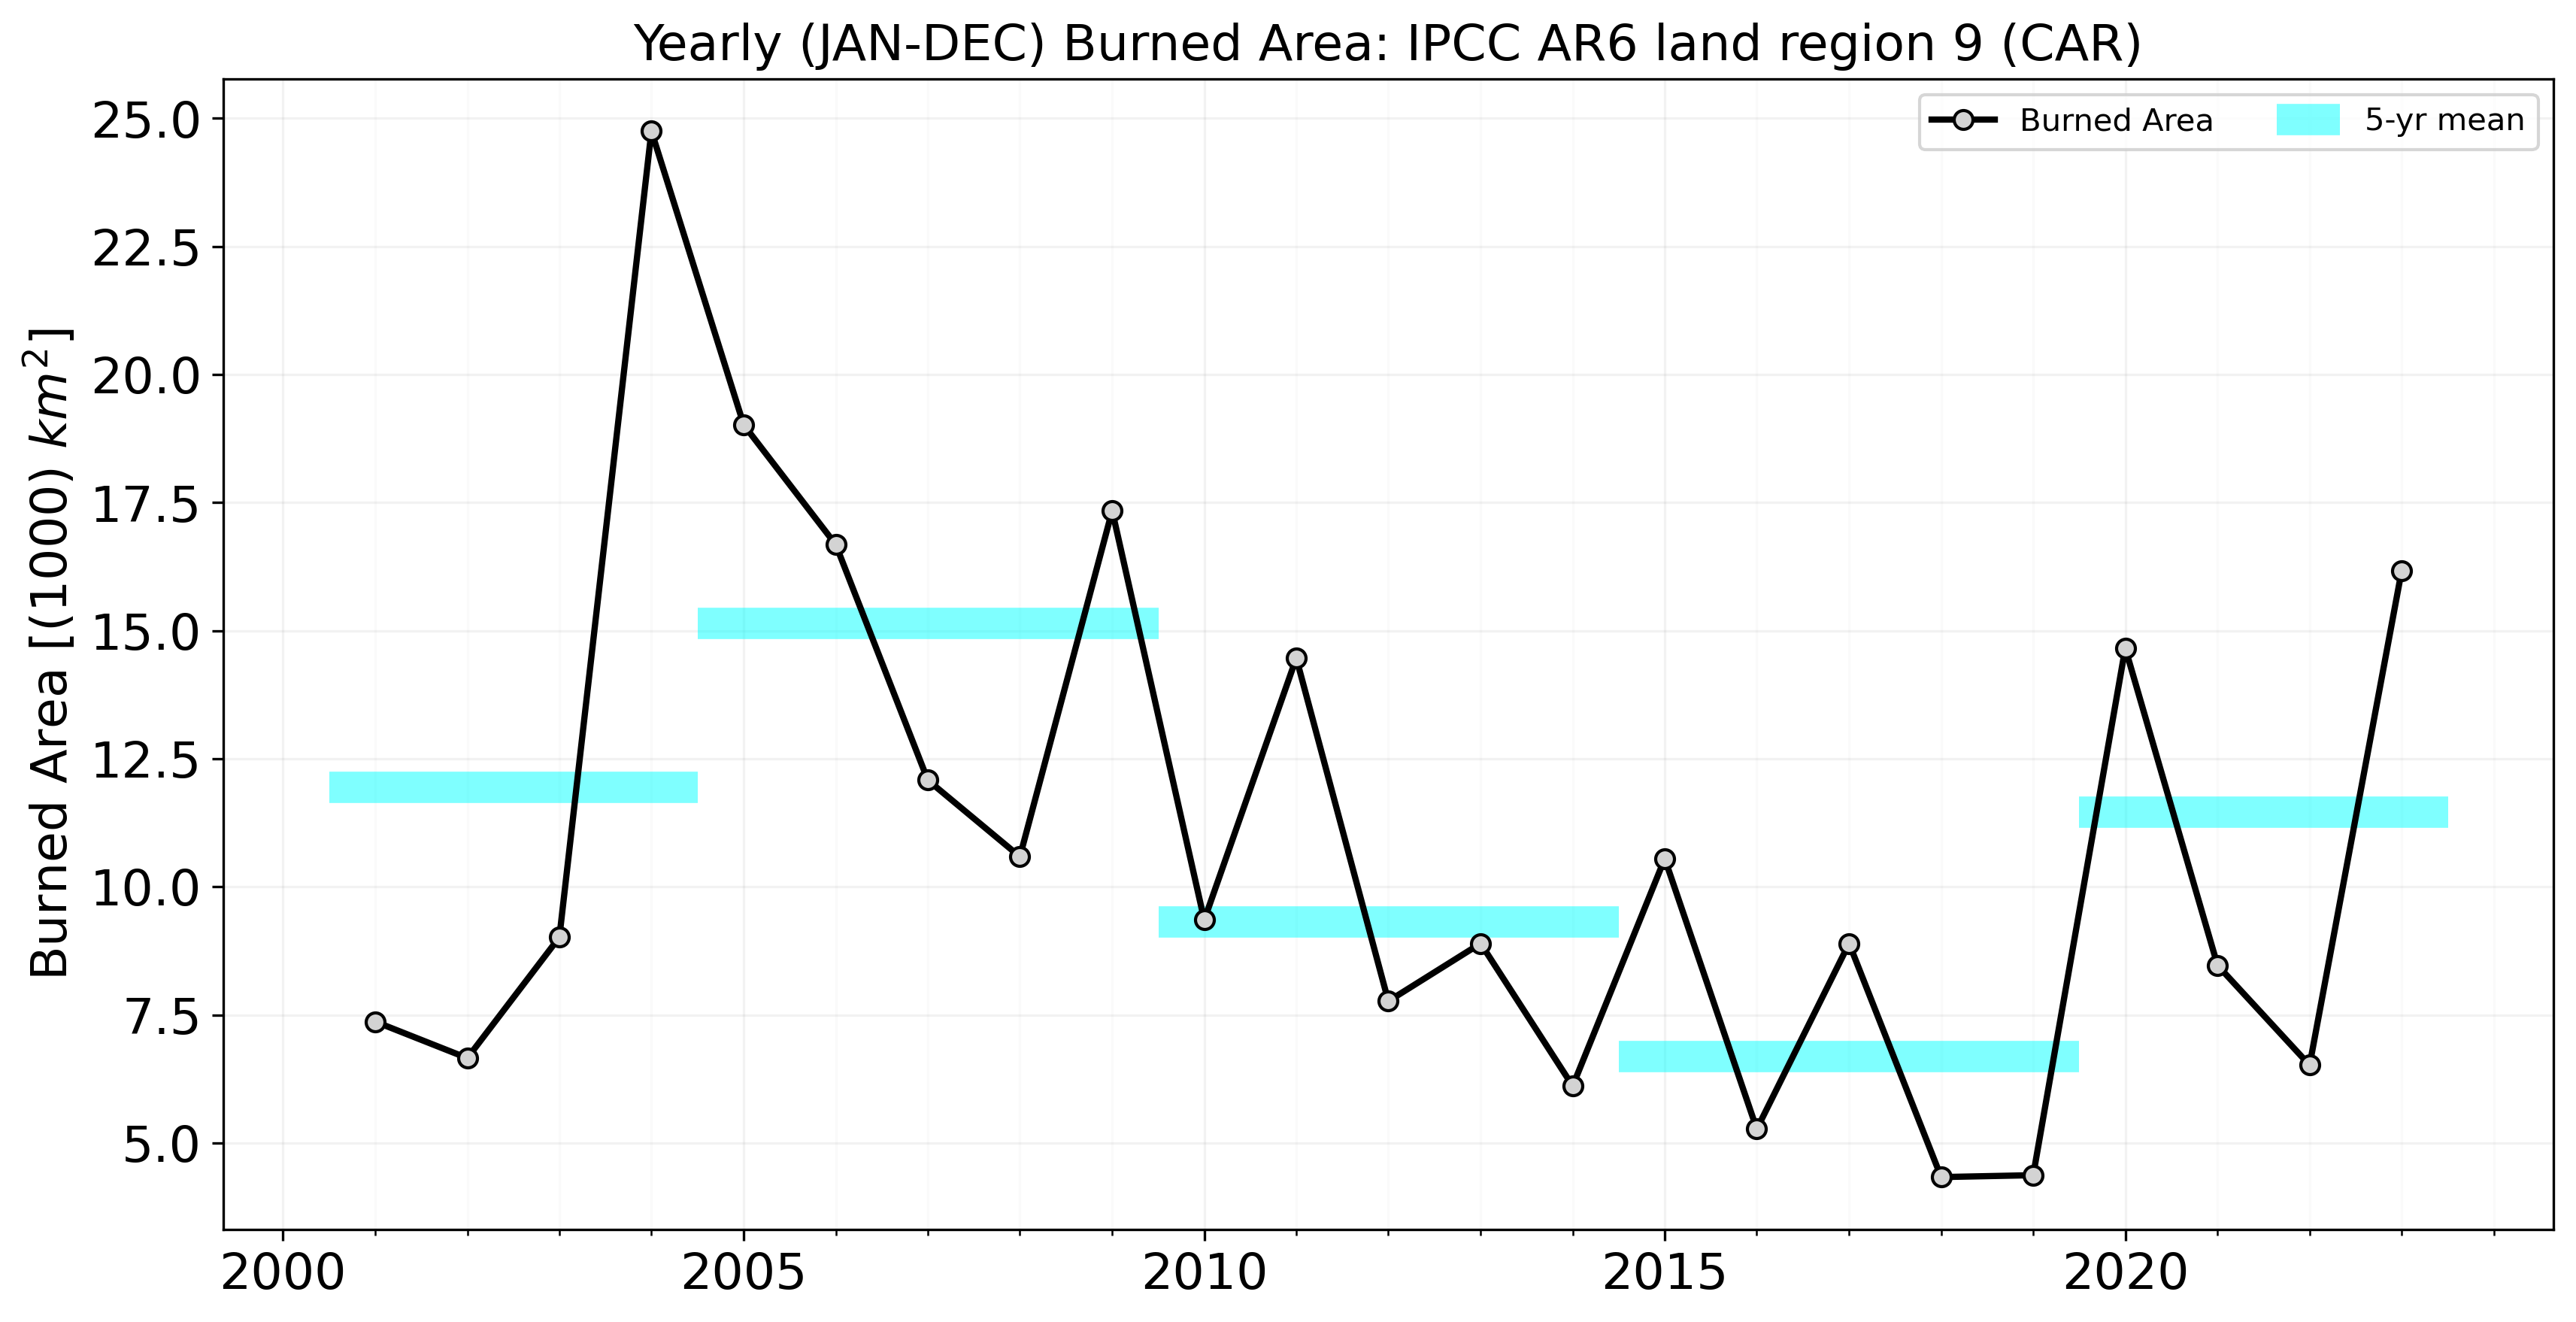 Yearly (JAN-DEC) Burned Area: IPCC AR6 land region 9 (CAR)
Burned Area
5-yr mean
Burned Area [(1000) km²]
25.0
22.5
20.0
17.5
15.0
12.5
10.0
7.5
5.0
2000 2005 2010 2015 2020